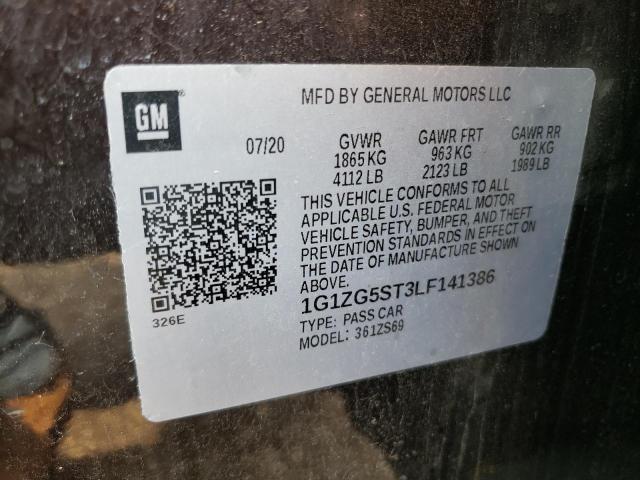 GM
MFD BY GENERAL MOTORS LLC
07/20
GVWR
1865 KG
4112 LB
GAWR FRT
963 KG
2123 LB
GAWR RR
902 KG
1989 LB
THIS VEHICLE CONFORMS TO ALL
APPLICABLE U.S. FEDERAL MOTOR
VEHICLE SAFETY, BUMPER, AND THEFT
PREVENTION STANDARDS IN EFFECT ON
THE DATE OF MANUFACTURE SHOWN
ABOVE.
1G1ZG5ST3LF141386
TYPE: PASS CAR
MODEL: 361ZS69
326E